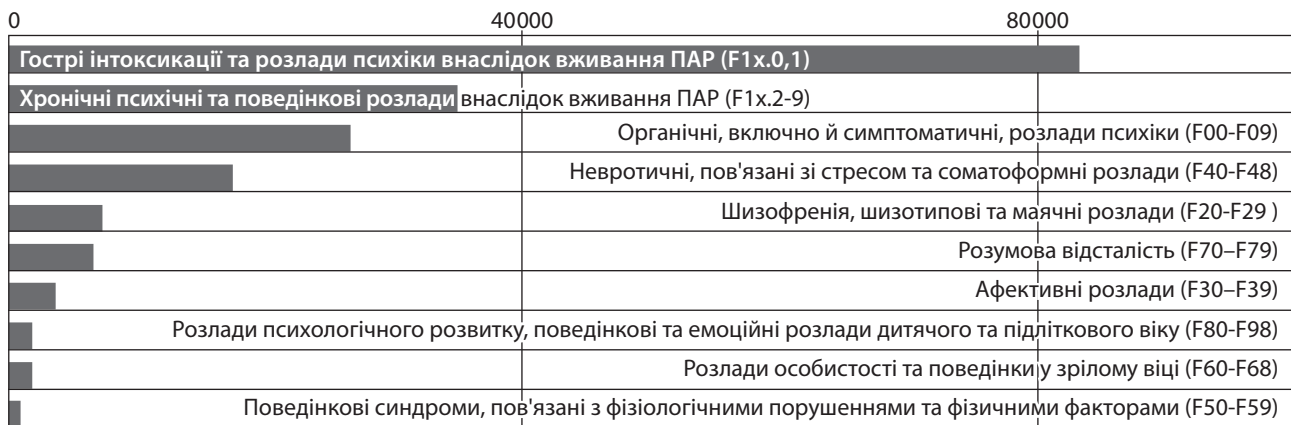 0 40000 80000
Гострі інтоксикації та розлади психіки внаслідок вживання ПАР (F1x.0,1)
Хронічні психічні та поведінкові розлади внаслідок вживання ПАР (F1x.2-9)
Органічні, включно й симптоматичні, розлади психіки (F00-F09)
Невротичні, пов'язані зі стресом та соматоформні розлади (F40-F48)
Шизофренія, шизотипові та маячні розлади (F20-F29 )
Розумова відсталість (F70–F79)
Афективні розлади (F30–F39)
Розлади психологічного розвитку, поведінкові та емоційні розлади дитячого та підліткового віку (F80-F98)
Розлади особистості та поведінки у зрілому віці (F60-F68)
Поведінкові синдроми, пов'язані з фізіологічними порушеннями та фізичними факторами (F50-F59)